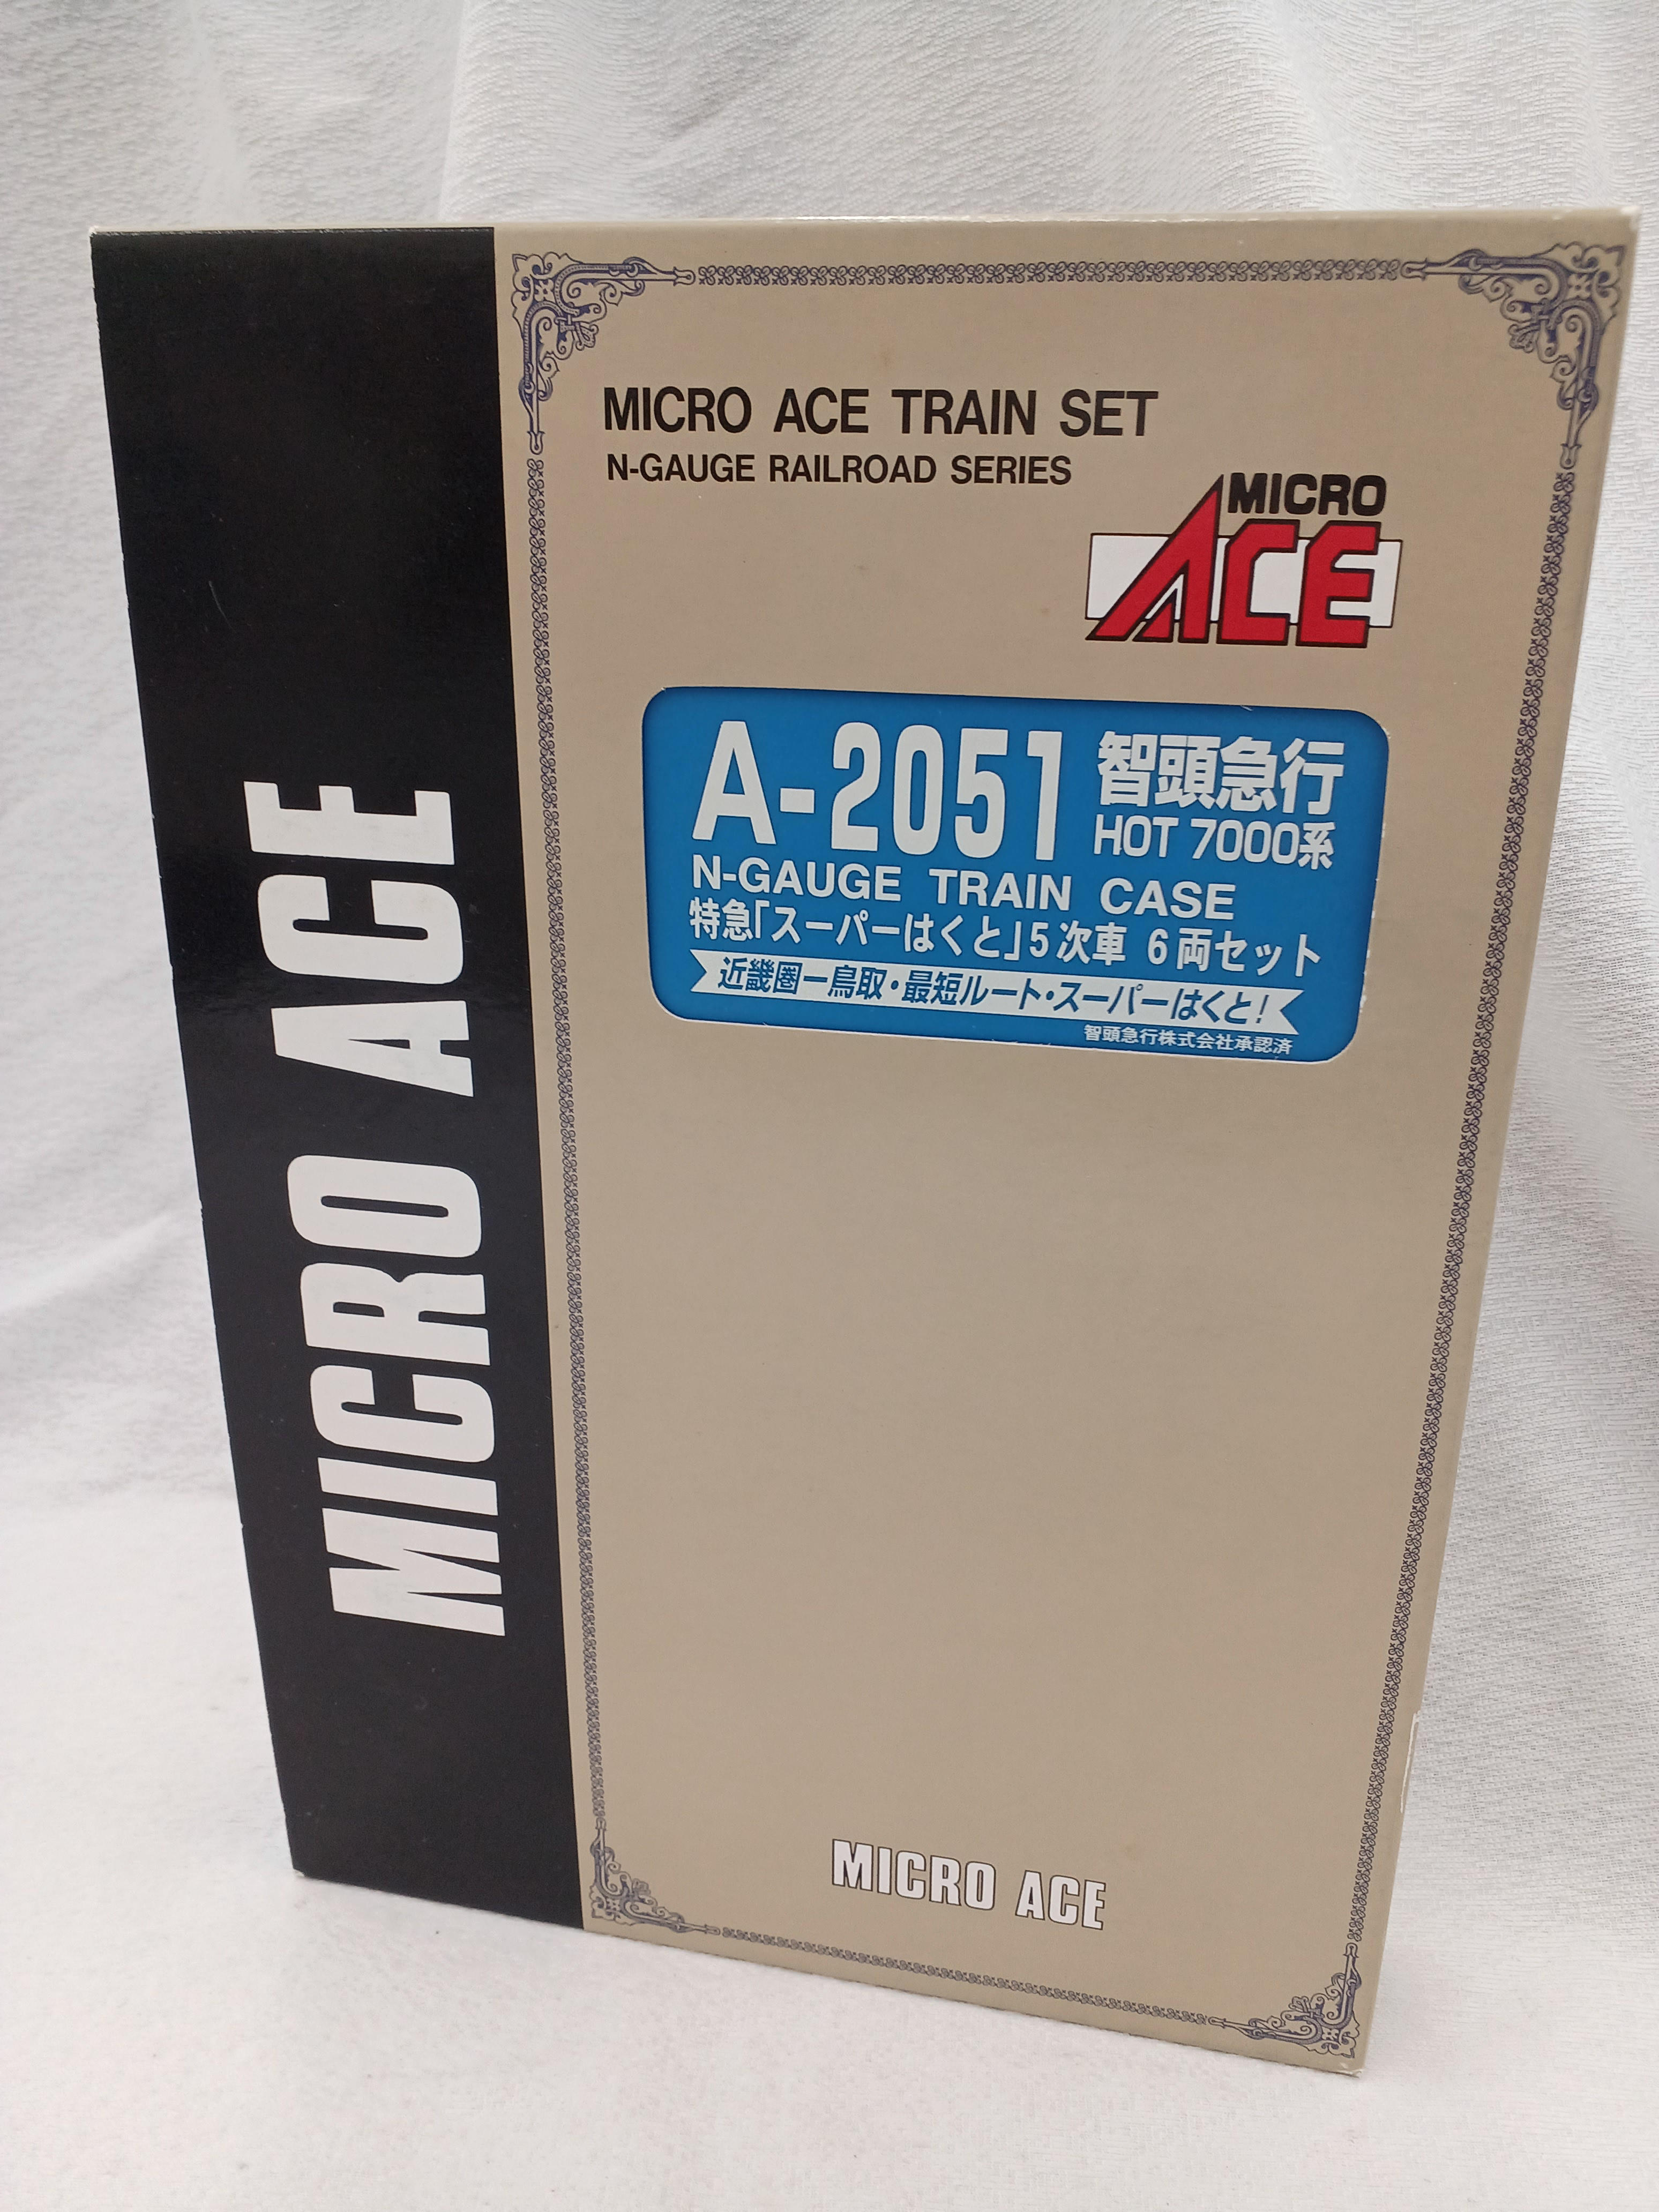 MICRO ACE
MICRO ACE TRAIN SET
N-GAUGE RAILROAD SERIES
MICRO
ACE
A-2051 智頭急行
HOT 7000系
N-GAUGE TRAIN CASE
特急「スーパーはくと」5次車 6両セット
近畿圏ー鳥取・最短ルート・スーパーはくと!
智頭急行株式会社承認済
MICRO ACE